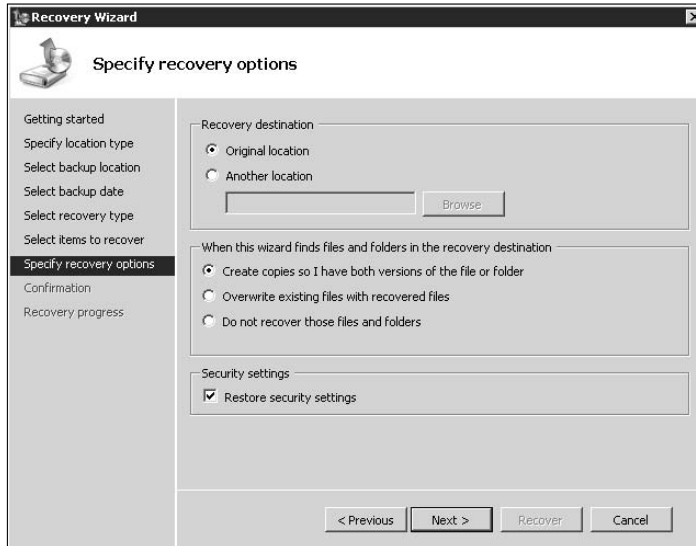 Recovery Wizard
Specify recovery options
Getting started
Specify location type
Select backup location
Select backup date
Select recovery type
Select items to recover
Specify recovery options
Confirmation
Recovery progress
Recovery destination
Original location
Another location
Browse
When this wizard finds files and folders in the recovery destination
Create copies so I have both versions of the file or folder
Overwrite existing files with recovered files
Do not recover those files and folders
Security settings
Restore security settings
< Previous
Next >
Recover
Cancel